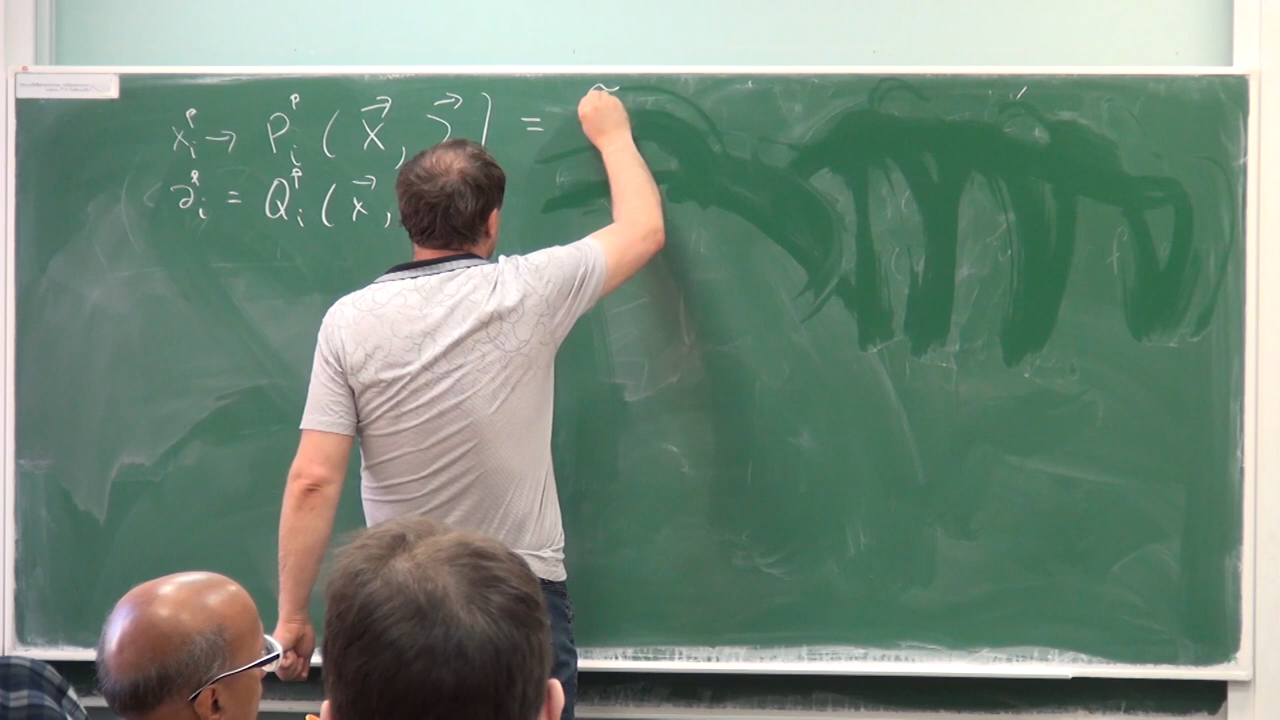 x_i^p → P_i^p ( x⃗, ∂⃗ ) =
∂_i^p = Q_i^p ( x⃗,